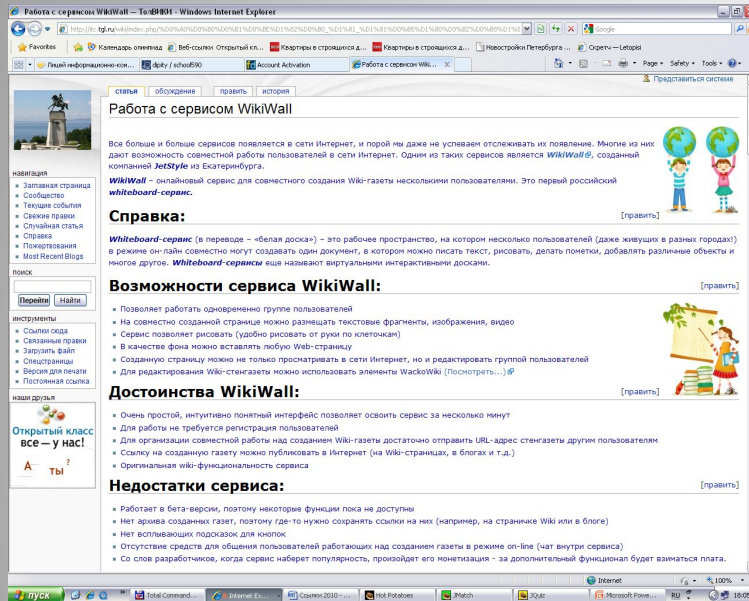 Работа с сервисом WikiWall — ТолВИКИ - Windows Internet Explorer
Google
Favorites Календарь олимпиад Веб-ссылки Открытый кл... Квартиры в строящихся д... Квартиры в строящихся д... Новостройки Петербурга ... Скретч — Letopisi
Лицей информационно-ком... dipity / school590 Account Activation Работа с сервисом Wiki... X Page Safety Tools
Представиться системе
статья обсуждение править история
Работа с сервисом WikiWall
Все больше и больше сервисов появляется в сети Интернет, и порой мы даже не успеваем отслеживать их появление. Многие из них
дают возможность совместной работы пользователей в сети Интернет. Одним из таких сервисов является WikiWall, созданный
компанией JetStyle из Екатеринбурга.
WikiWall – онлайновый сервис для совместного создания Wiki-газеты несколькими пользователями. Это первый российский
whiteboard-сервис.
Справка: [править]
Whiteboard-сервис (в переводе – «белая доска») – это рабочее пространство, на котором несколько пользователей (даже живущих в разных городах!)
в режиме он-лайн совместно могут создавать один документ, в котором можно писать текст, рисовать, делать пометки, добавлять различные объекты и
многое другое. Whiteboard-сервисы еще называют виртуальными интерактивными досками.
Возможности сервиса WikiWall: [править]
Позволяет работать одновременно группе пользователей
На совместно созданной странице можно размещать текстовые фрагменты, изображения, видео
Сервис позволяет рисовать (удобно рисовать от руки по клеточкам)
В качестве фона можно вставлять любую Web-страницу
Созданную страницу можно не только просматривать в сети Интернет, но и редактировать группой пользователей
Для редактирования Wiki-стенгазеты можно использовать элементы WackoWiki (Посмотреть...)
Достоинства WikiWall: [править]
Очень простой, интуитивно понятный интерфейс позволяет освоить сервис за несколько минут
Для работы не требуется регистрация пользователей
Для организации совместной работы над созданием Wiki-газеты достаточно отправить URL-адрес стенгазеты другим пользователям
Ссылку на созданную газету можно публиковать в Интернет (на Wiki-страницах, в блогах и т.д.)
Оригинальная wiki-функциональность сервиса
Недостатки сервиса: [править]
Работает в бета-версии, поэтому некоторые функции пока не доступны
Нет архива созданных газет, поэтому где-то нужно сохранять ссылки на них (например, на страничке Wiki или в блоге)
Нет всплывающих подсказок для кнопок
Отсутствие средств для общения пользователей работающих над созданием газеты в режиме on-line (чат внутри сервиса)
Со слов разработчиков, когда сервис наберет популярность, произойдет его монетизация - за дополнительный функционал будет взиматься плата.
навигация
Заглавная страница
Сообщество
Текущие события
Свежие правки
Случайная статья
Справка
Пожертвования
Most Recent Blogs
поиск
Перейти Найти
инструменты
Ссылки сюда
Связанные правки
Загрузить файл
Спецстраницы
Версия для печати
Постоянная ссылка
наши друзья
Открытый класс
все — у нас!
А ты ?
Internet 100%
пуск Total Command... Internet Ex... Ссылки 2010 - ... Hot Potatoes JMatch JQuiz Microsoft Powe... RU 18:05